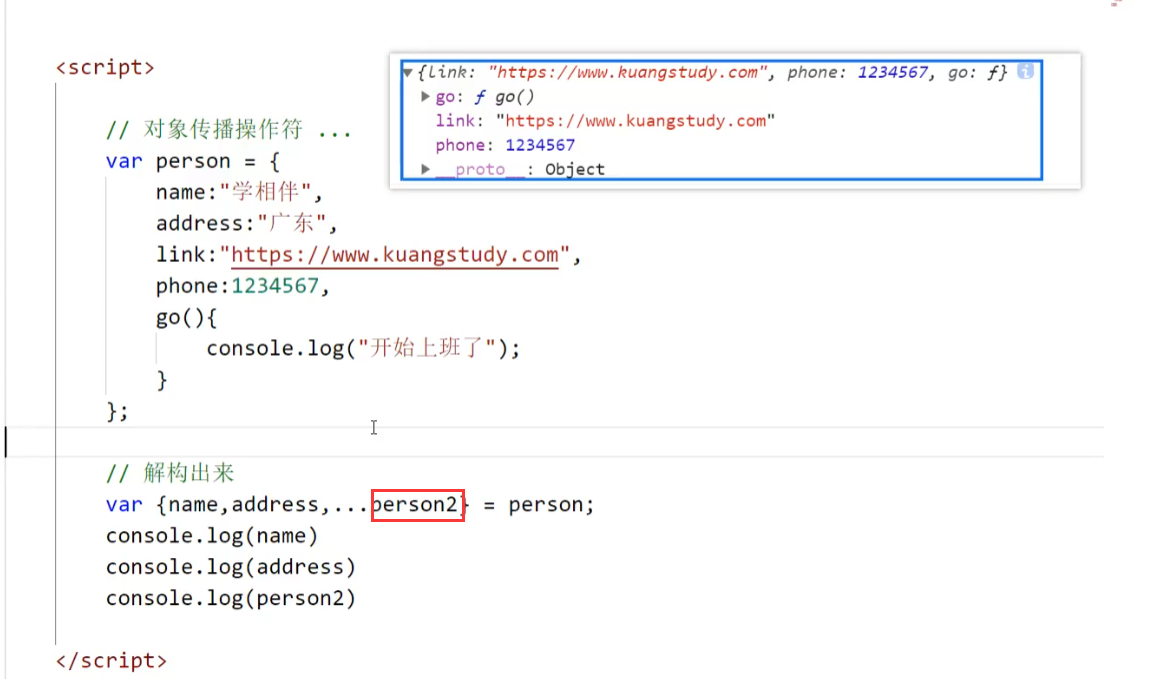 <script>
// 对象传播操作符 ...
var person = {
name:"学相伴",
address:"广东",
link:"https://www.kuangstudy.com",
phone:1234567,
go(){
console.log("开始上班了");
}
};
// 解构出来
var {name,address,...person2} = person;
console.log(name)
console.log(address)
console.log(person2)
</script>
{link: "https://www.kuangstudy.com", phone: 1234567, go: ƒ}
go: ƒ go()
link: "https://www.kuangstudy.com"
phone: 1234567
__proto__: Object